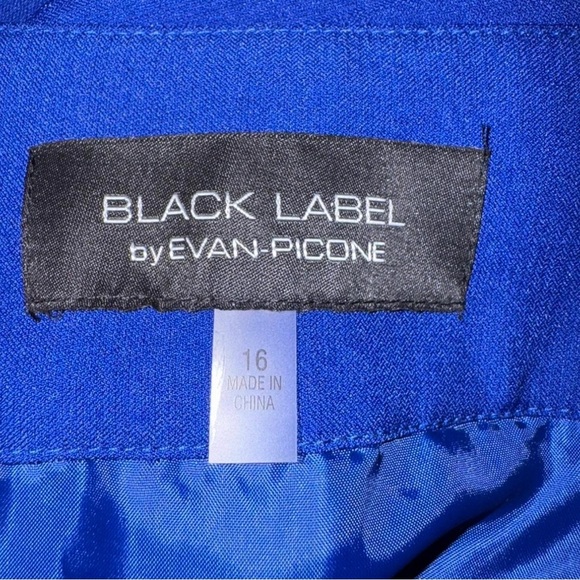 BLACK LABEL
by EVAN-PICONE
16
MADE IN
CHINA